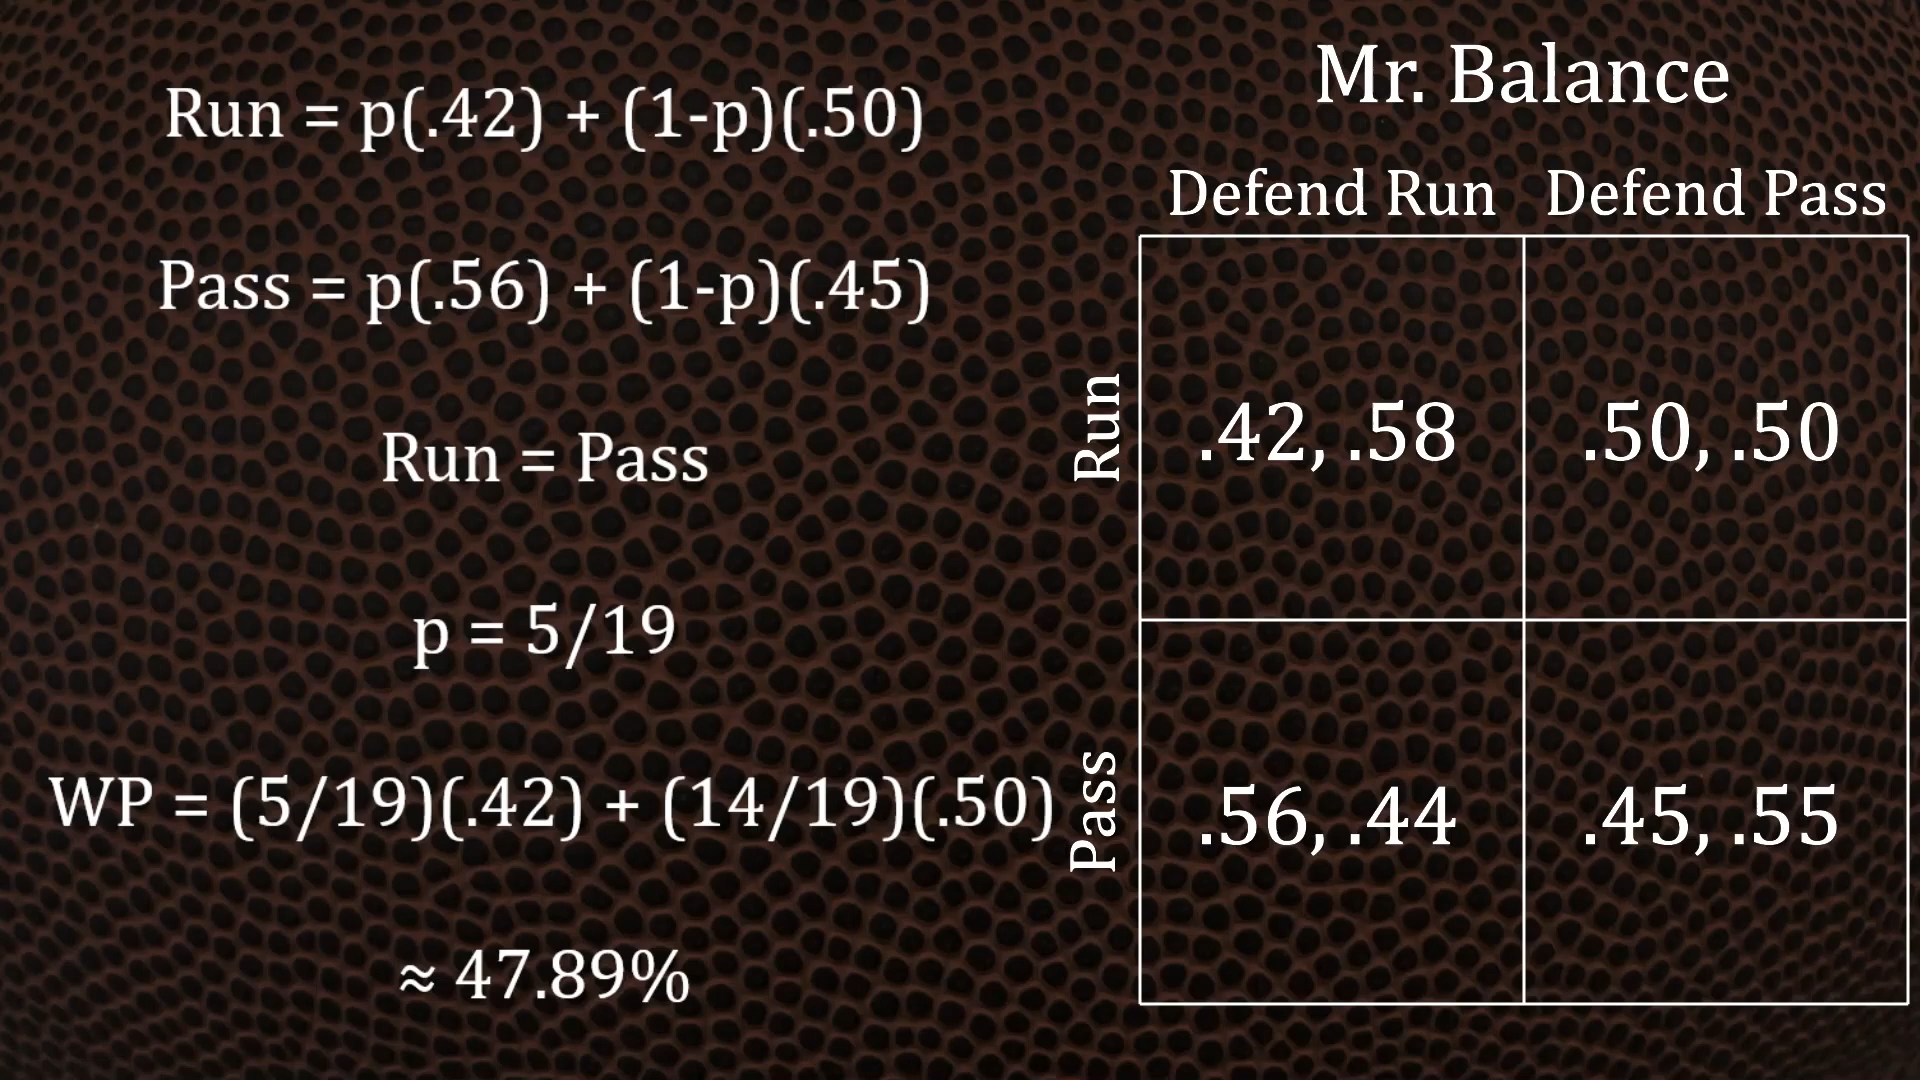 Run = p(.42) + (1-p)(.50)
Pass = p(.56) + (1-p)(.45)
Run = Pass
p = 5/19
WP = (5/19)(.42) + (14/19)(.50)
≈ 47.89%
Mr. Balance
Defend Run Defend Pass
Run
.42, .58 .50, .50
Pass
.56, .44 .45, .55